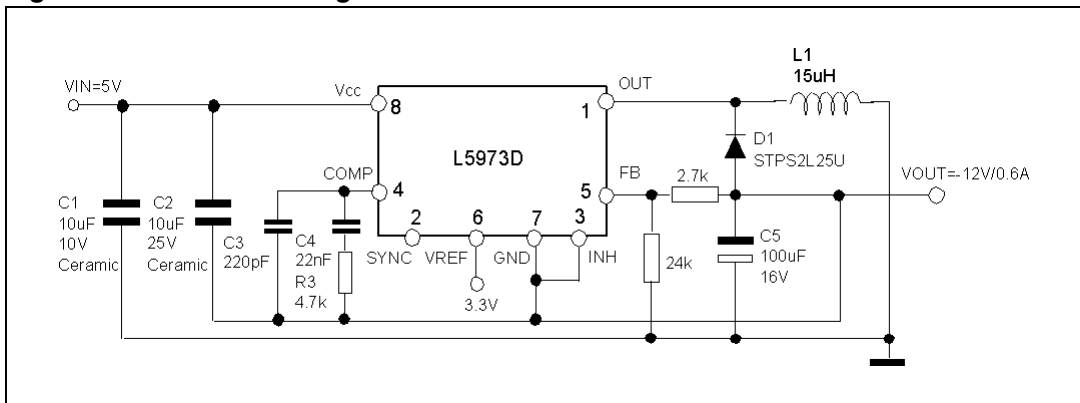 L1
15uH
VIN=5V
Vcc
OUT
8
1
L5973D
D1
STPS2L25U
COMP
4
5
FB
2.7k
VOUT=-12V/0.6A
2
6
7
3
C1
10uF
10V
Ceramic
C2
10uF
25V
Ceramic
C3
220pF
C4
22nF
R3
4.7k
SYNC
VREF
GND
INH
3.3V
24k
C5
100uF
16V